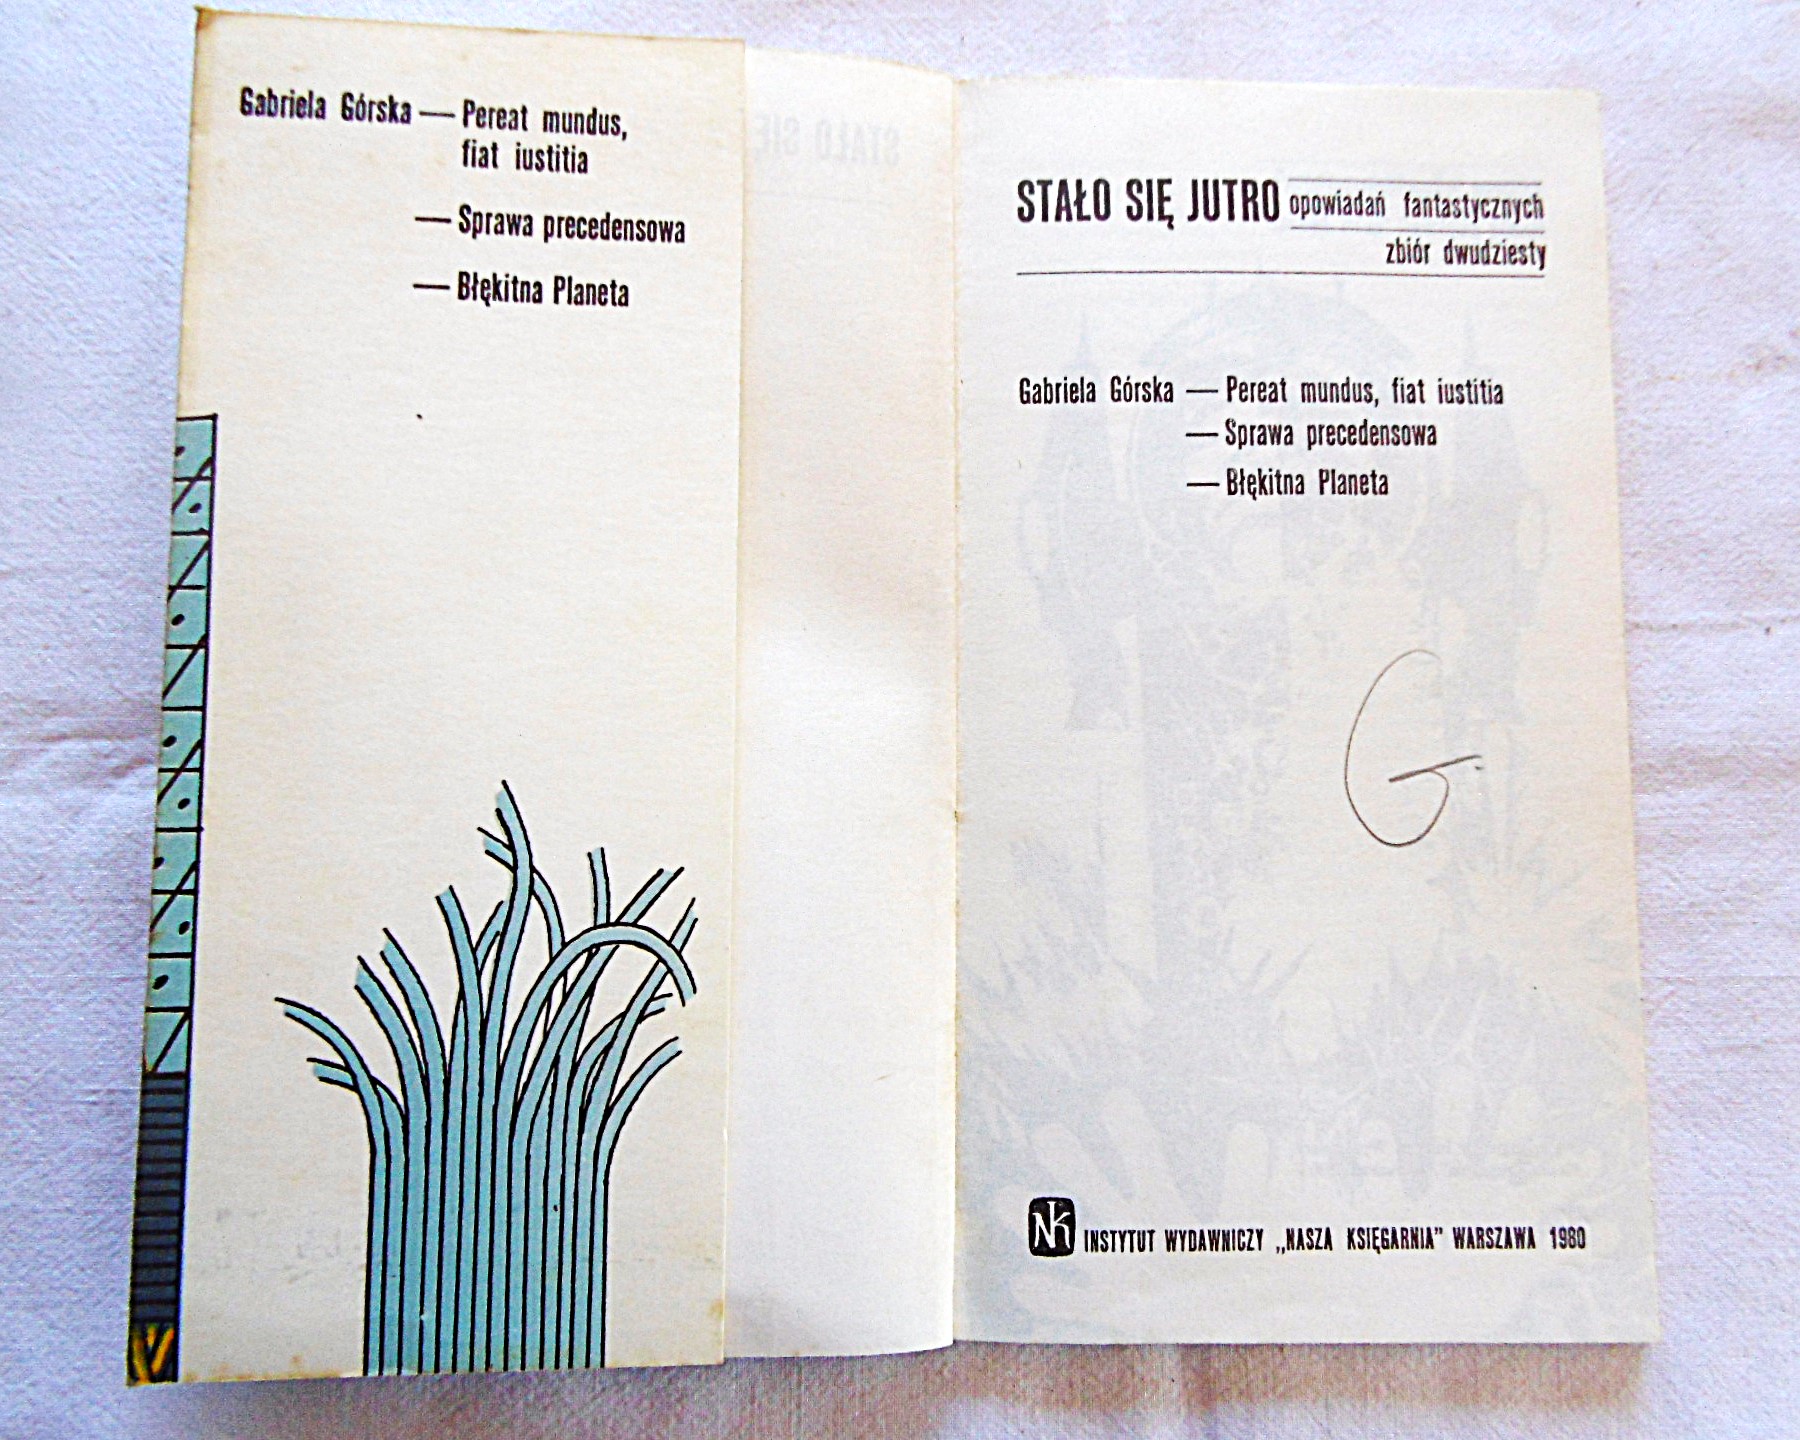 Gabriela Górska — Pereat mundus,
fiat iustitia
— Sprawa precedensowa
— Błękitna Planeta
STAŁO SIĘ
STAŁO SIĘ JUTRO opowiadań fantastycznych
zbiór dwudziesty
Gabriela Górska — Pereat mundus, fiat iustitia
— Sprawa precedensowa
— Błękitna Planeta
G
NK INSTYTUT WYDAWNICZY „NASZA KSIĘGARNIA” WARSZAWA 1980